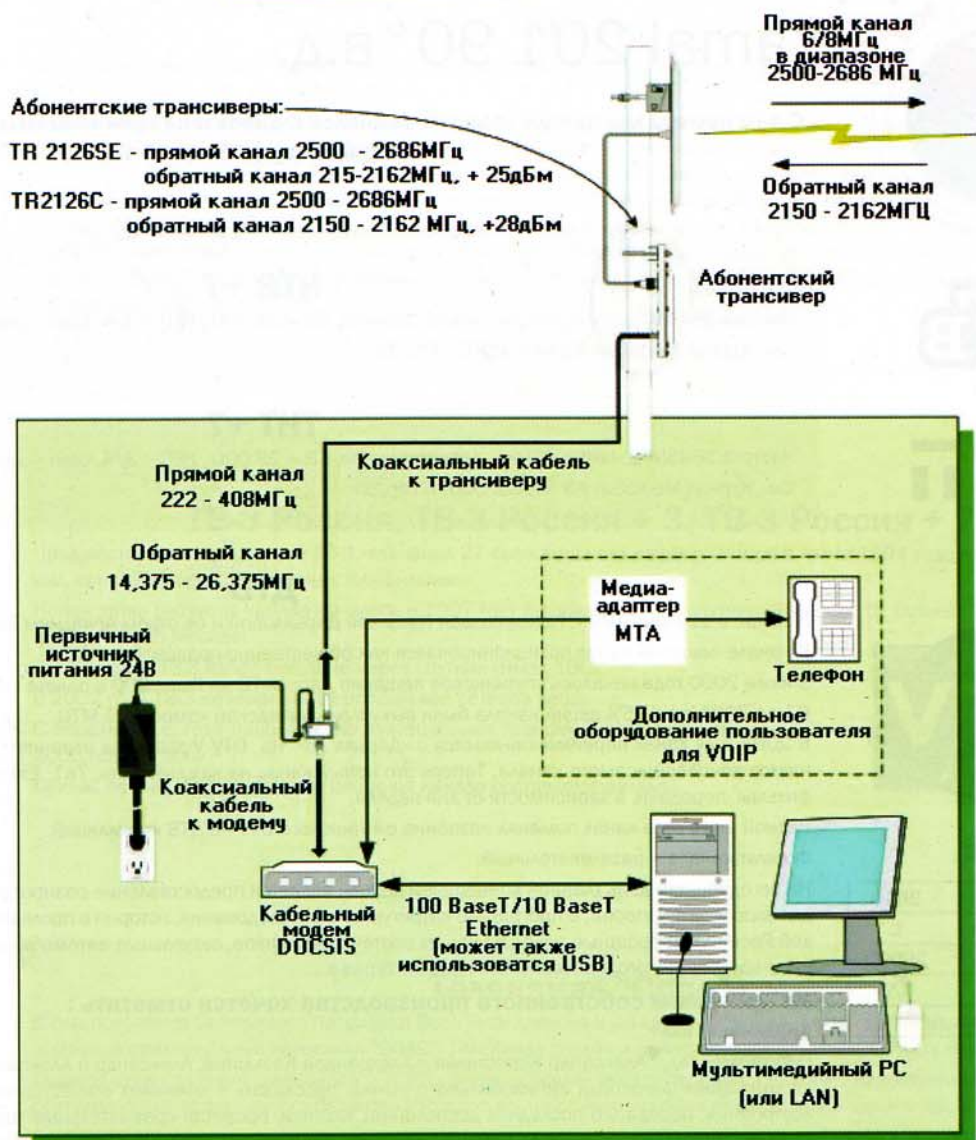 Прямой канал
6/8МГц
в диапазоне
2500-2686 МГц
Абонентские трансиверы:
TR 2126SE - прямой канал 2500 - 2686МГц
обратный канал 215-2162МГц, + 25дБм
TR2126C - прямой канал 2500 - 2686МГц
обратный канал 2150 - 2162 МГц, +28дБм
Обратный канал
2150 - 2162МГЦ
Абонентский
трансивер
Прямой канал
222 - 408МГц
Коаксиальный кабель
к трансиверу
Обратный канал
14,375 - 26,375МГц
Первичный
источник
питания 24В
Медиа-
адаптер
МТА
Телефон
Дополнительное
оборудование пользователя
для VOIP
Коаксиальный
кабель
к модему
Кабельный
модем
DOCSIS
100 BaseT/10 BaseT
Ethernet
(может также
использоватся USB)
Мультимедийный PC
(или LAN)